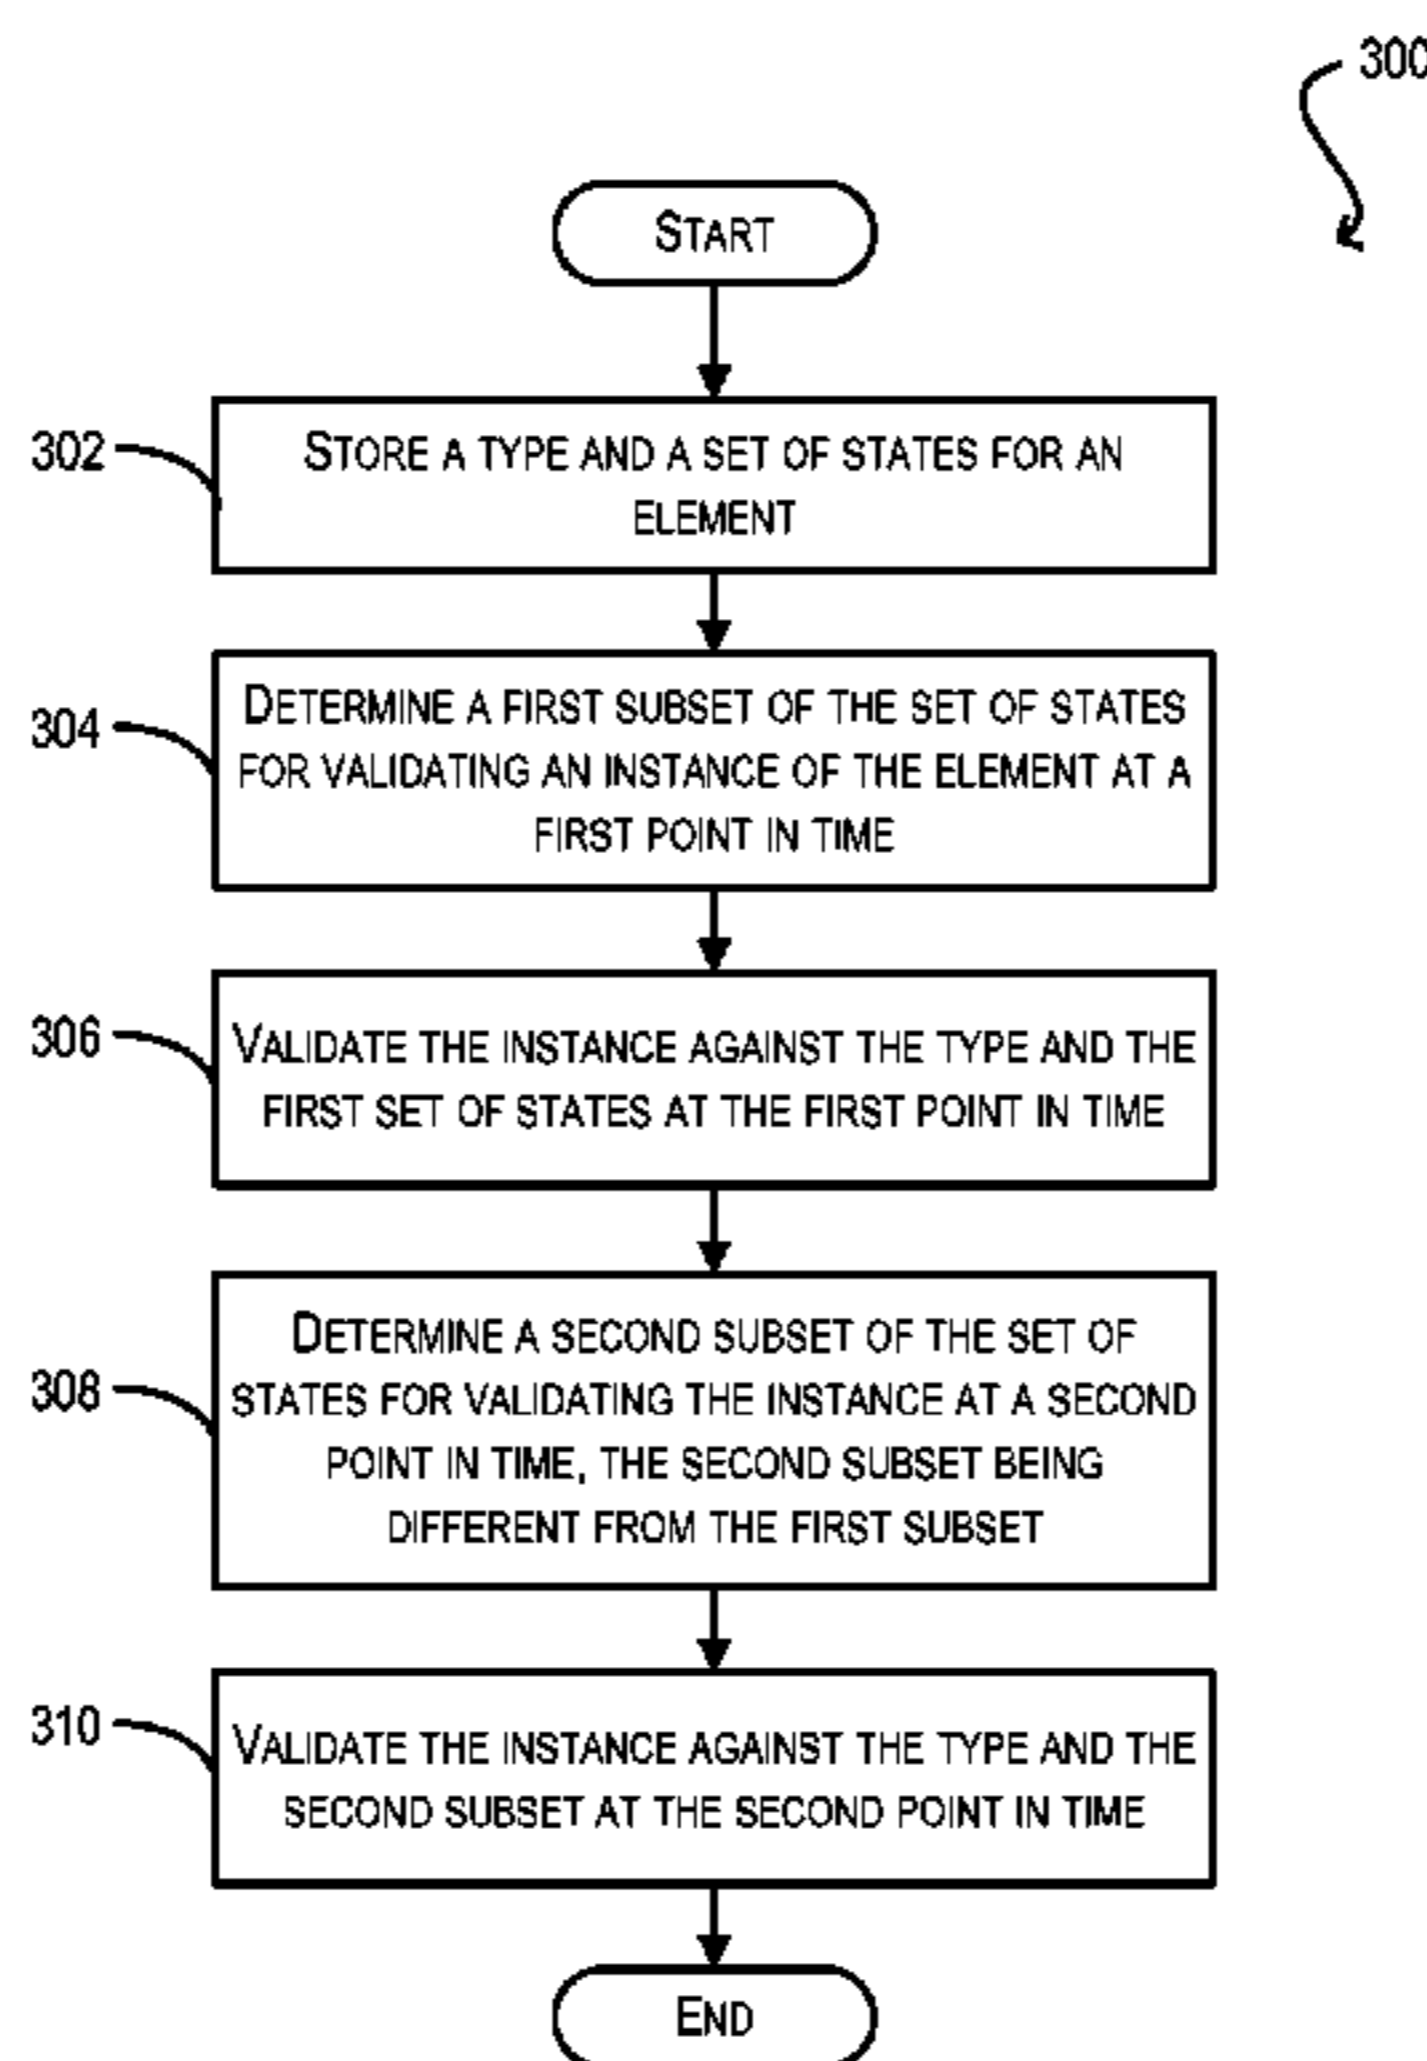 300
START
302
STORE A TYPE AND A SET OF STATES FOR AN
ELEMENT
304
DETERMINE A FIRST SUBSET OF THE SET OF STATES
FOR VALIDATING AN INSTANCE OF THE ELEMENT AT A
FIRST POINT IN TIME
306
VALIDATE THE INSTANCE AGAINST THE TYPE AND THE
FIRST SET OF STATES AT THE FIRST POINT IN TIME
308
DETERMINE A SECOND SUBSET OF THE SET OF
STATES FOR VALIDATING THE INSTANCE AT A SECOND
POINT IN TIME, THE SECOND SUBSET BEING
DIFFERENT FROM THE FIRST SUBSET
310
VALIDATE THE INSTANCE AGAINST THE TYPE AND THE
SECOND SUBSET AT THE SECOND POINT IN TIME
END